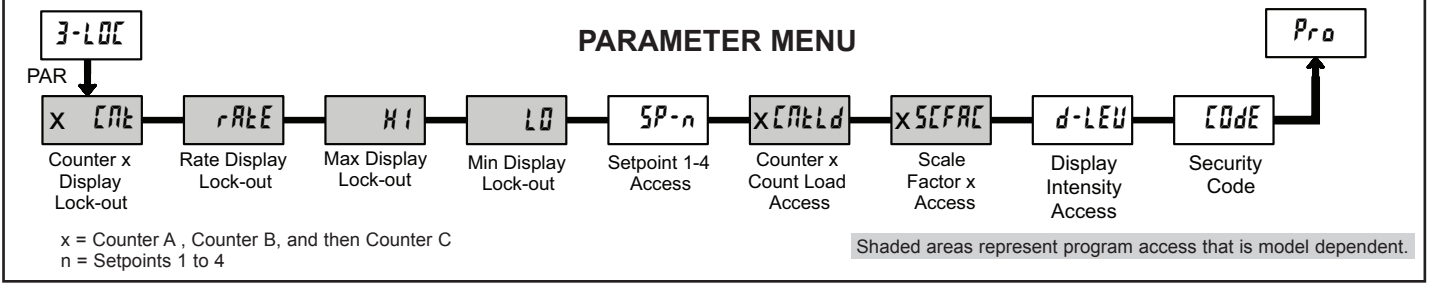 3-LOC
PARAMETER MENU
Pro
PAR
x CNt
rAtE
HI
LO
SP-n
x CNtLd
x SCFAC
d-LEV
COdE
Counter x
Display
Lock-out
Rate Display
Lock-out
Max Display
Lock-out
Min Display
Lock-out
Setpoint 1-4
Access
Counter x
Count Load
Access
Scale
Factor x
Access
Display
Intensity
Access
Security
Code
x = Counter A , Counter B, and then Counter C
n = Setpoints 1 to 4
Shaded areas represent program access that is model dependent.